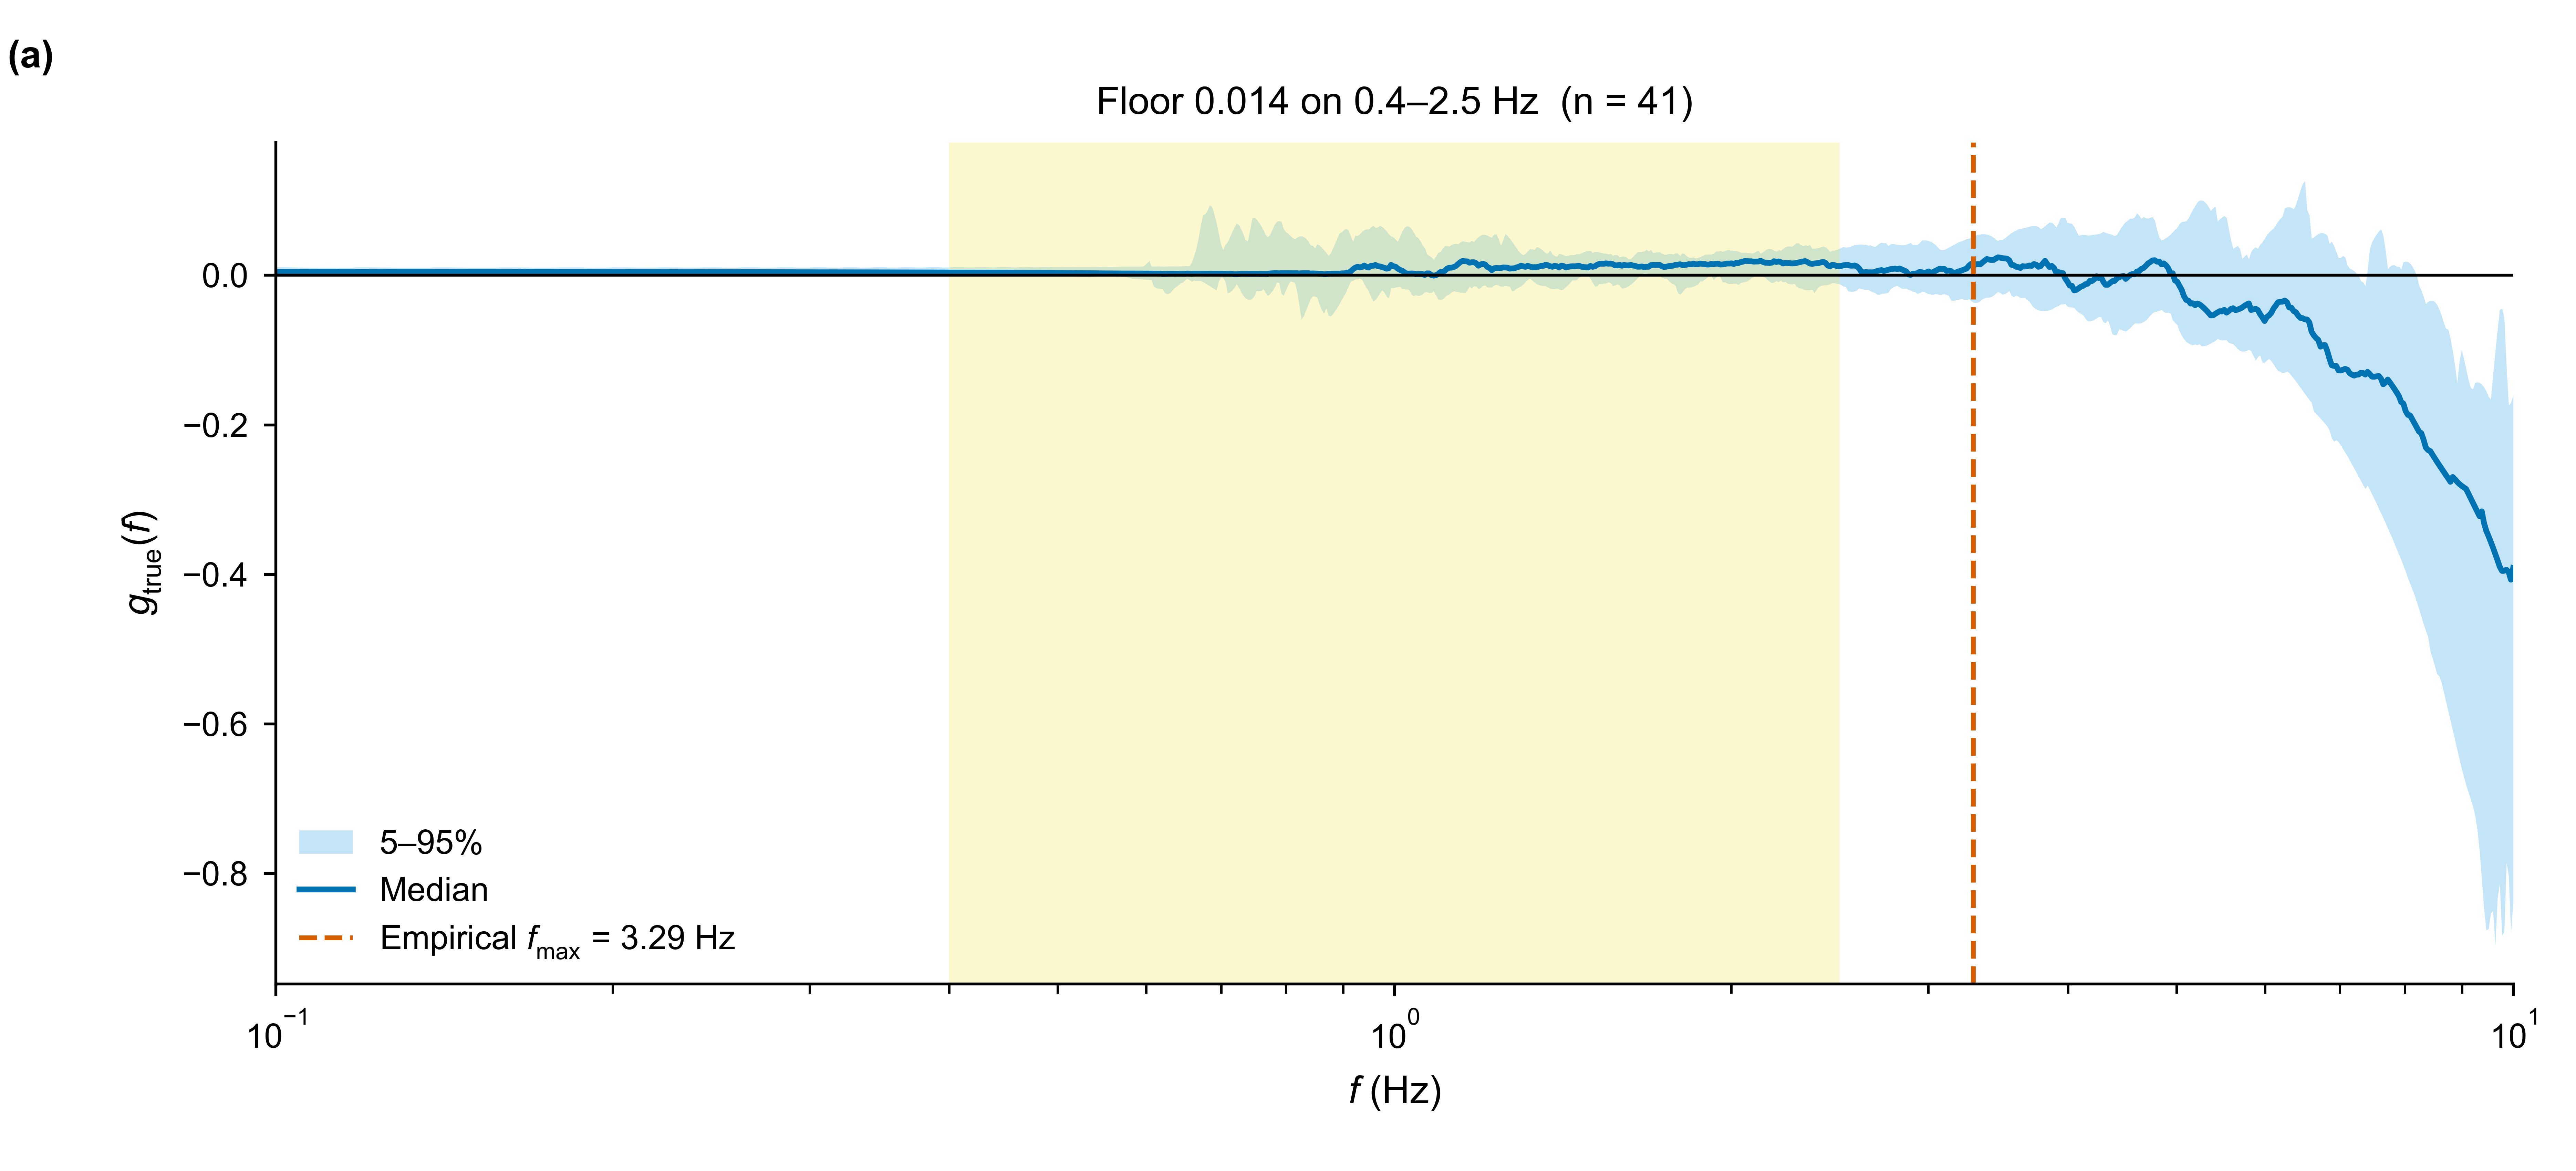 (a)
Floor 0.014 on 0.4–2.5 Hz (n = 41)
0.0
−0.2
−0.4
−0.6
−0.8
g_true(f)
5–95%
Median
Empirical f_max = 3.29 Hz
10^−1
10^0
10^1
f (Hz)